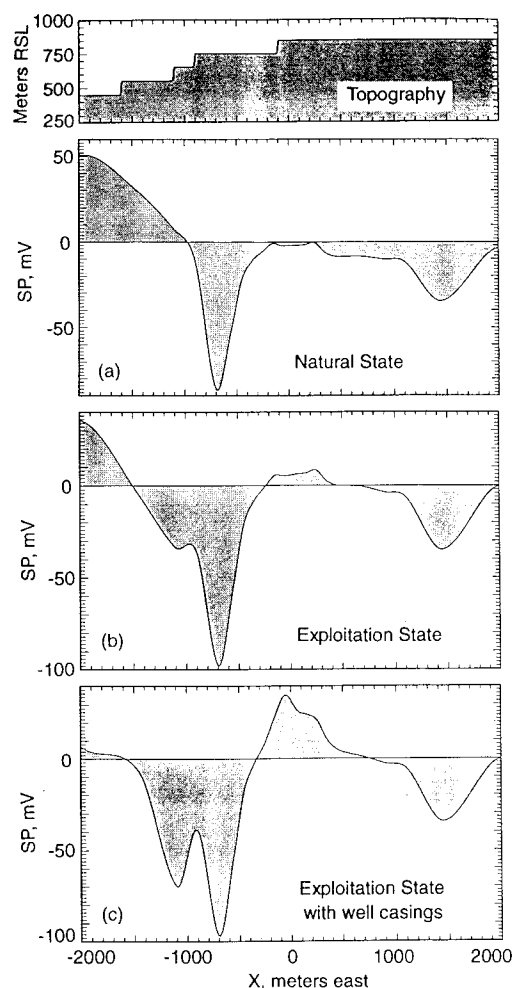 1000
750
500
250
Meters RSL
Topography
50
0
-50
SP, mV
(a)
Natural State
0
-50
-100
SP, mV
(b)
Exploitation State
0
-50
-100
SP, mV
(c)
Exploitation State
with well casings
-2000 -1000 0 1000 2000
X, meters east